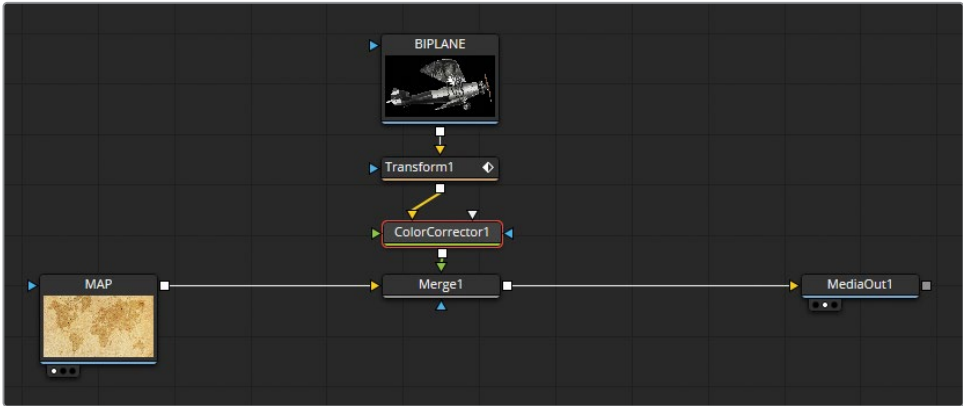 BIPLANE
Transform1
ColorCorrector1
MAP
Merge1
MediaOut1